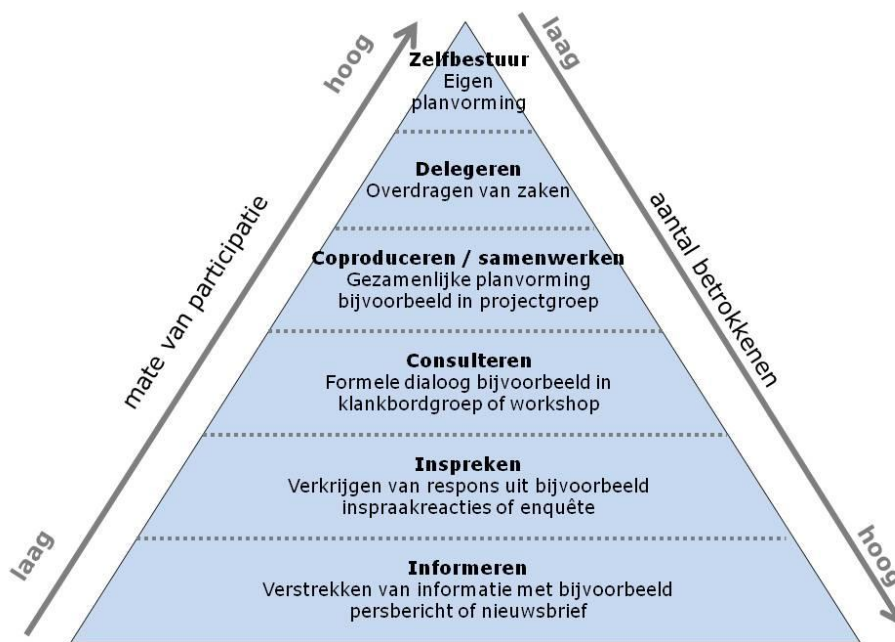 hoog
laag
Zelfbestuur
Eigen
planvorming
Delegeren
Overdragen van zaken
mate van participatie
aantal betrokkenen
Coproduceren / samenwerken
Gezamenlijke planvorming
bijvoorbeeld in projectgroep
Consulteren
Formele dialoog bijvoorbeeld in
klankbordgroep of workshop
Inspreken
Verkrijgen van respons uit bijvoorbeeld
inspraakreacties of enquête
laag
hoog
Informeren
Verstrekken van informatie met bijvoorbeeld
persbericht of nieuwsbrief